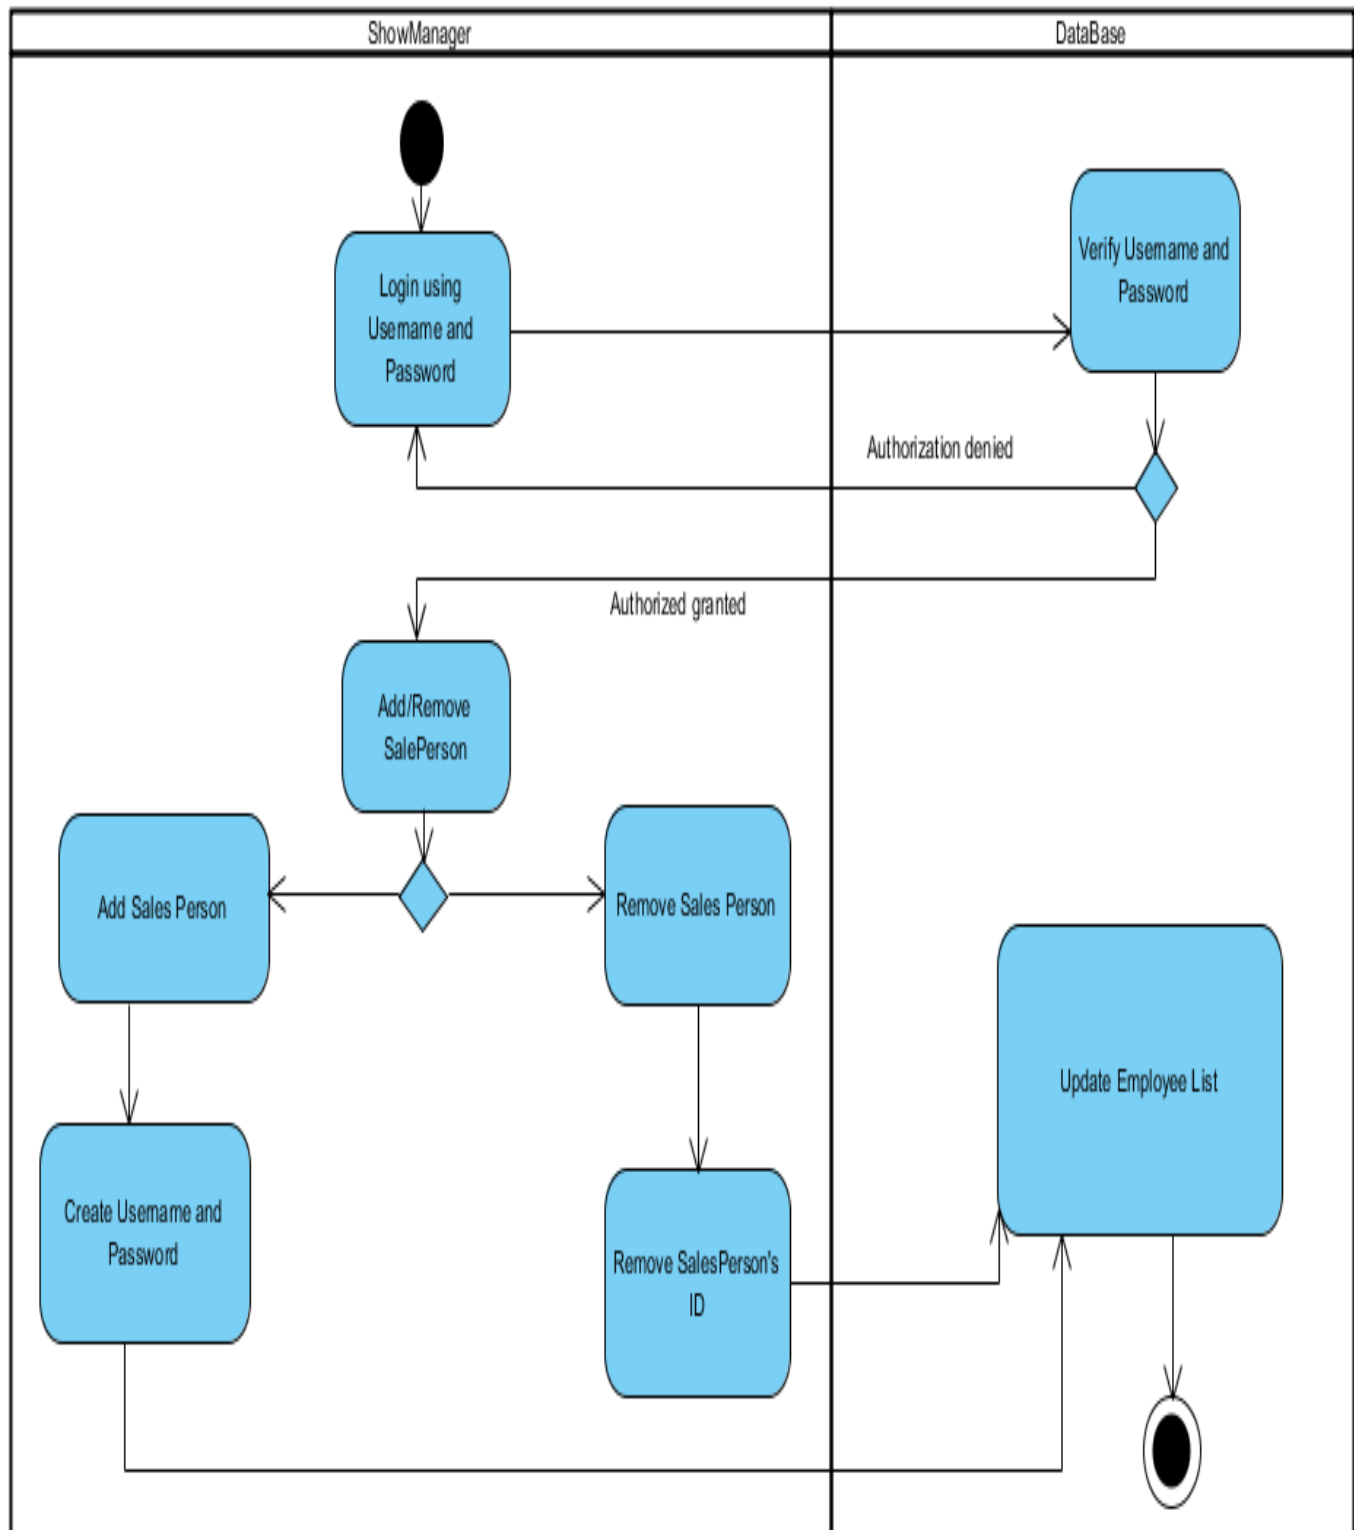 ShowManager
DataBase
Login using
Username and
Password
Verify Username and
Password
Authorization denied
Authorized granted
Add/Remove
SalePerson
Add Sales Person
Remove Sales Person
Update Employee List
Create Username and
Password
Remove SalesPerson's
ID